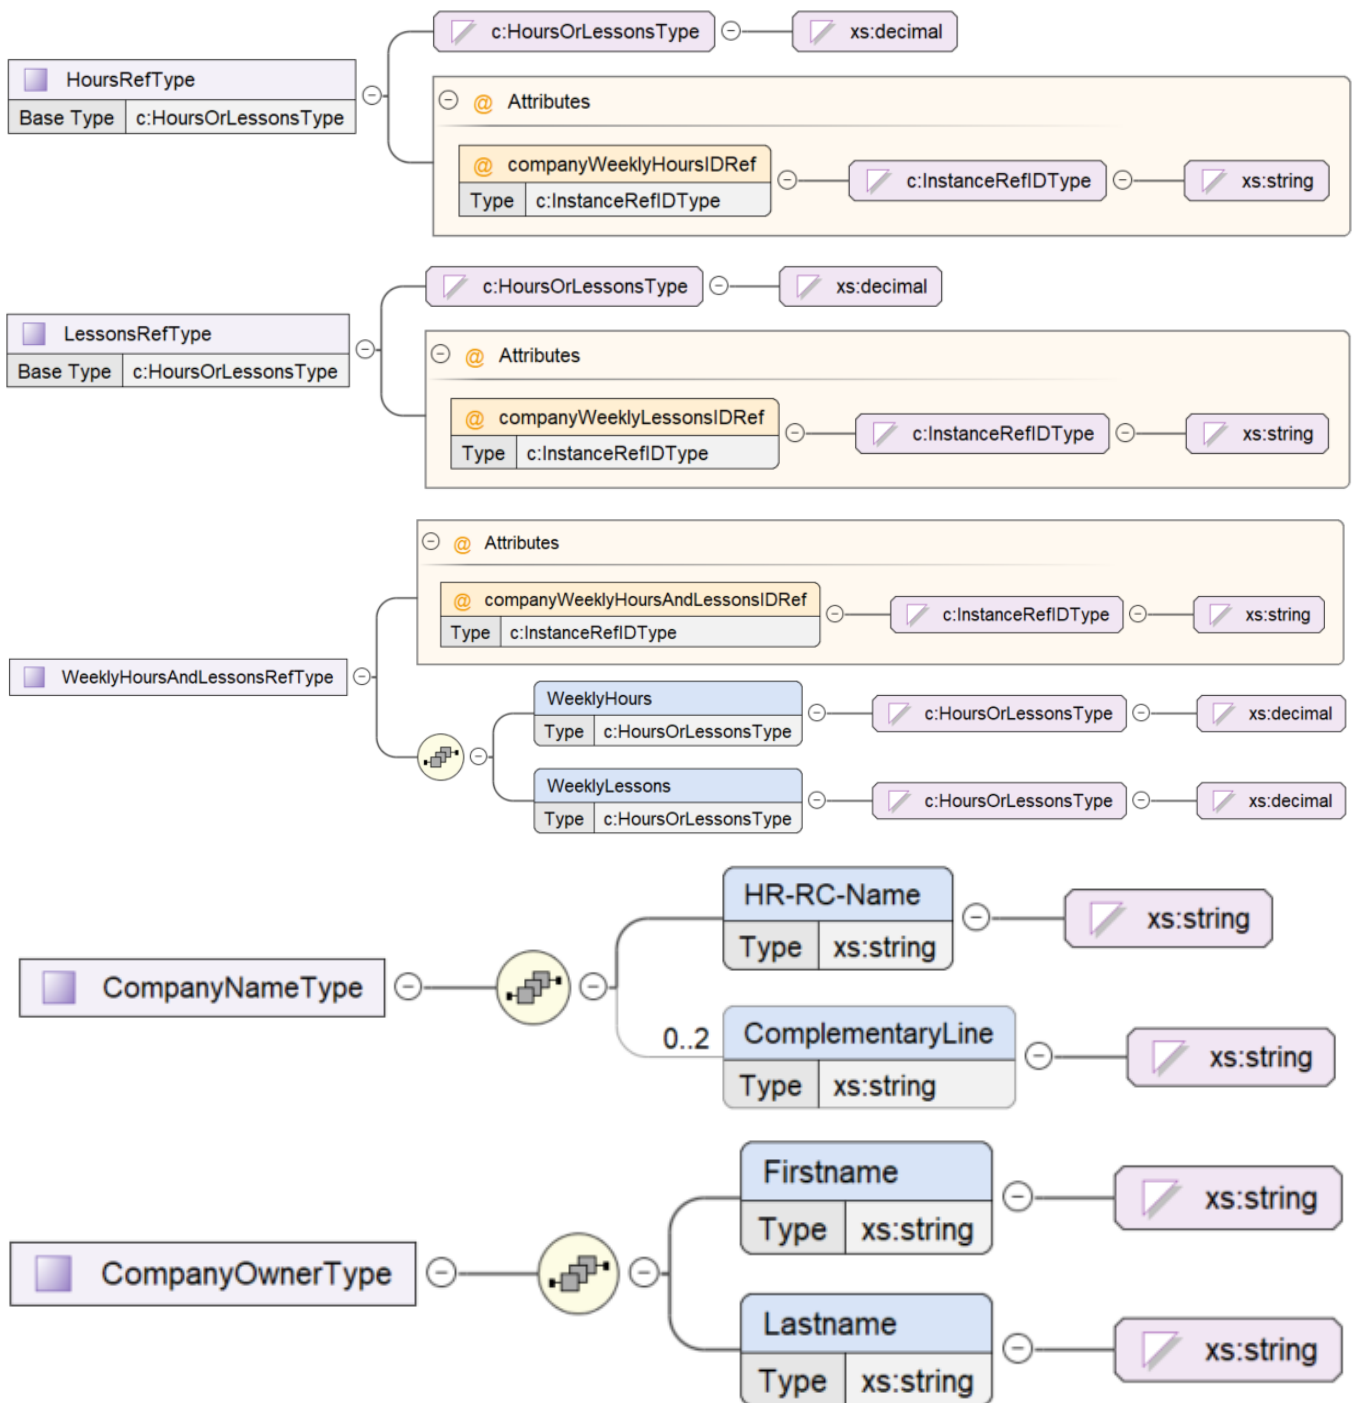 c:HoursOrLessonsType xs:decimal
HoursRefType
Base Type c:HoursOrLessonsType
@ Attributes
@ companyWeeklyHoursIDRef
Type c:InstanceRefIDType
c:InstanceRefIDType xs:string
c:HoursOrLessonsType xs:decimal
LessonsRefType
Base Type c:HoursOrLessonsType
@ Attributes
@ companyWeeklyLessonsIDRef
Type c:InstanceRefIDType
c:InstanceRefIDType xs:string
@ Attributes
@ companyWeeklyHoursAndLessonsIDRef
Type c:InstanceRefIDType
c:InstanceRefIDType xs:string
WeeklyHoursAndLessonsRefType
WeeklyHours
Type c:HoursOrLessonsType
c:HoursOrLessonsType xs:decimal
WeeklyLessons
Type c:HoursOrLessonsType
c:HoursOrLessonsType xs:decimal
CompanyNameType
HR-RC-Name
Type xs:string
xs:string
0..2
ComplementaryLine
Type xs:string
xs:string
CompanyOwnerType
Firstname
Type xs:string
xs:string
Lastname
Type xs:string
xs:string